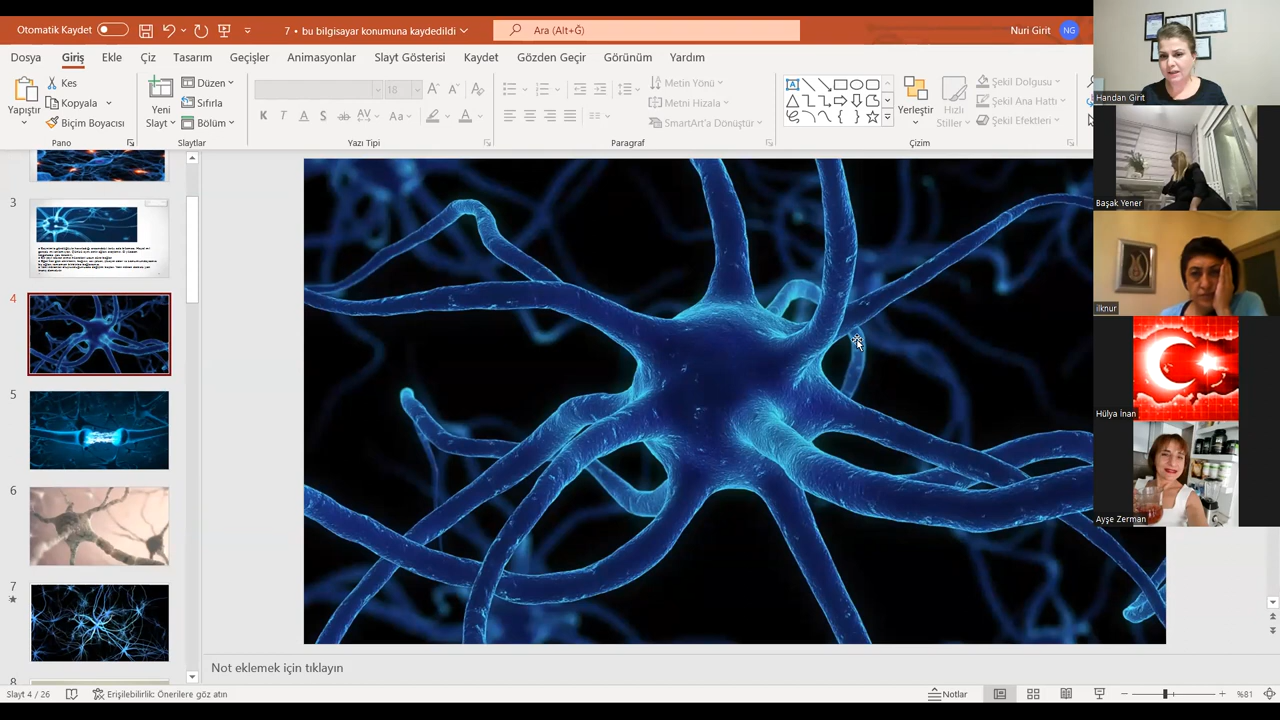 Otomatik Kaydet
7 • bu bilgisayar konumuna kaydedildi
Ara (Alt+Ğ)
Nuri Girit
NG
Dosya Giriş Ekle Çiz Tasarım Geçişler Animasyonlar Slayt Gösterisi Kaydet Gözden Geçir Görünüm Yardım
Yapıştır
Kes
Kopyala
Biçim Boyacısı
Pano
Yeni
Slayt
Düzen
Sıfırla
Bölüm
Slaytlar
18
K
Yazı Tipi
Metin Yönü
Metni Hizala
SmartArt'a Dönüştür
Paragraf
Yerleştir
Hızlı
Stiller
Şekil Dolgusu
Şekil Ana Hattı
Şekil Efektleri
Çizim
3
4
5
6
7
8
Not eklemek için tıklayın
Slayt 4 / 26
Erişilebilirlik: Önerilere göz atın
Notlar
%81
Handan Girit
Başak Yener
ilknur
Hülya İnan
Ayşe Zerman